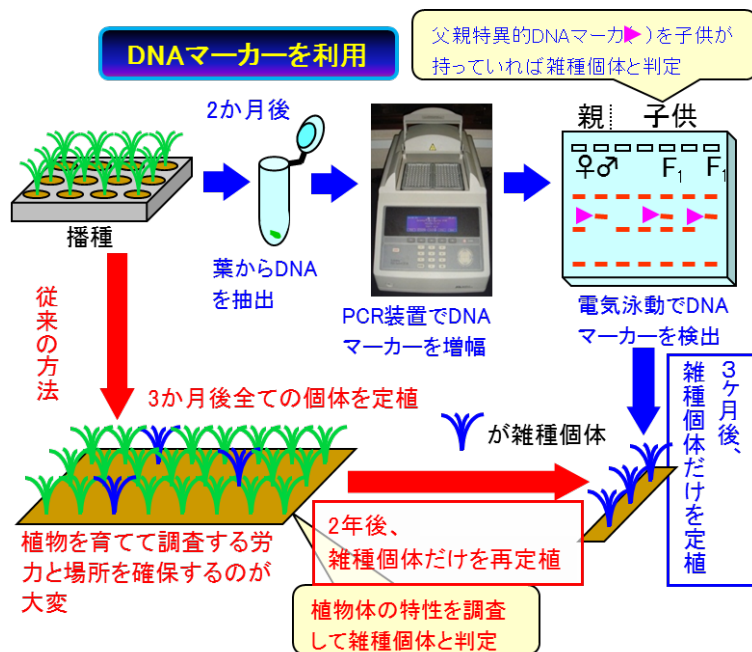 DNAマーカーを利用
父親特異的DNAマーカ )を子供が
持っていれば雑種個体と判定
2か月後
親 子供
♀♂ F1 F1
播種
葉からDNA
を抽出
PCR装置でDNA
マーカーを増幅
電気泳動でDNA
マーカーを検出
従来の方法
3か月後全ての個体を定植
が雑種個体
3ヶ月後、
雑種個体だけを定植
2年後、
雑種個体だけを再定植
植物を育てて調査する労
力と場所を確保するのが
大変
植物体の特性を調査
して雑種個体と判定